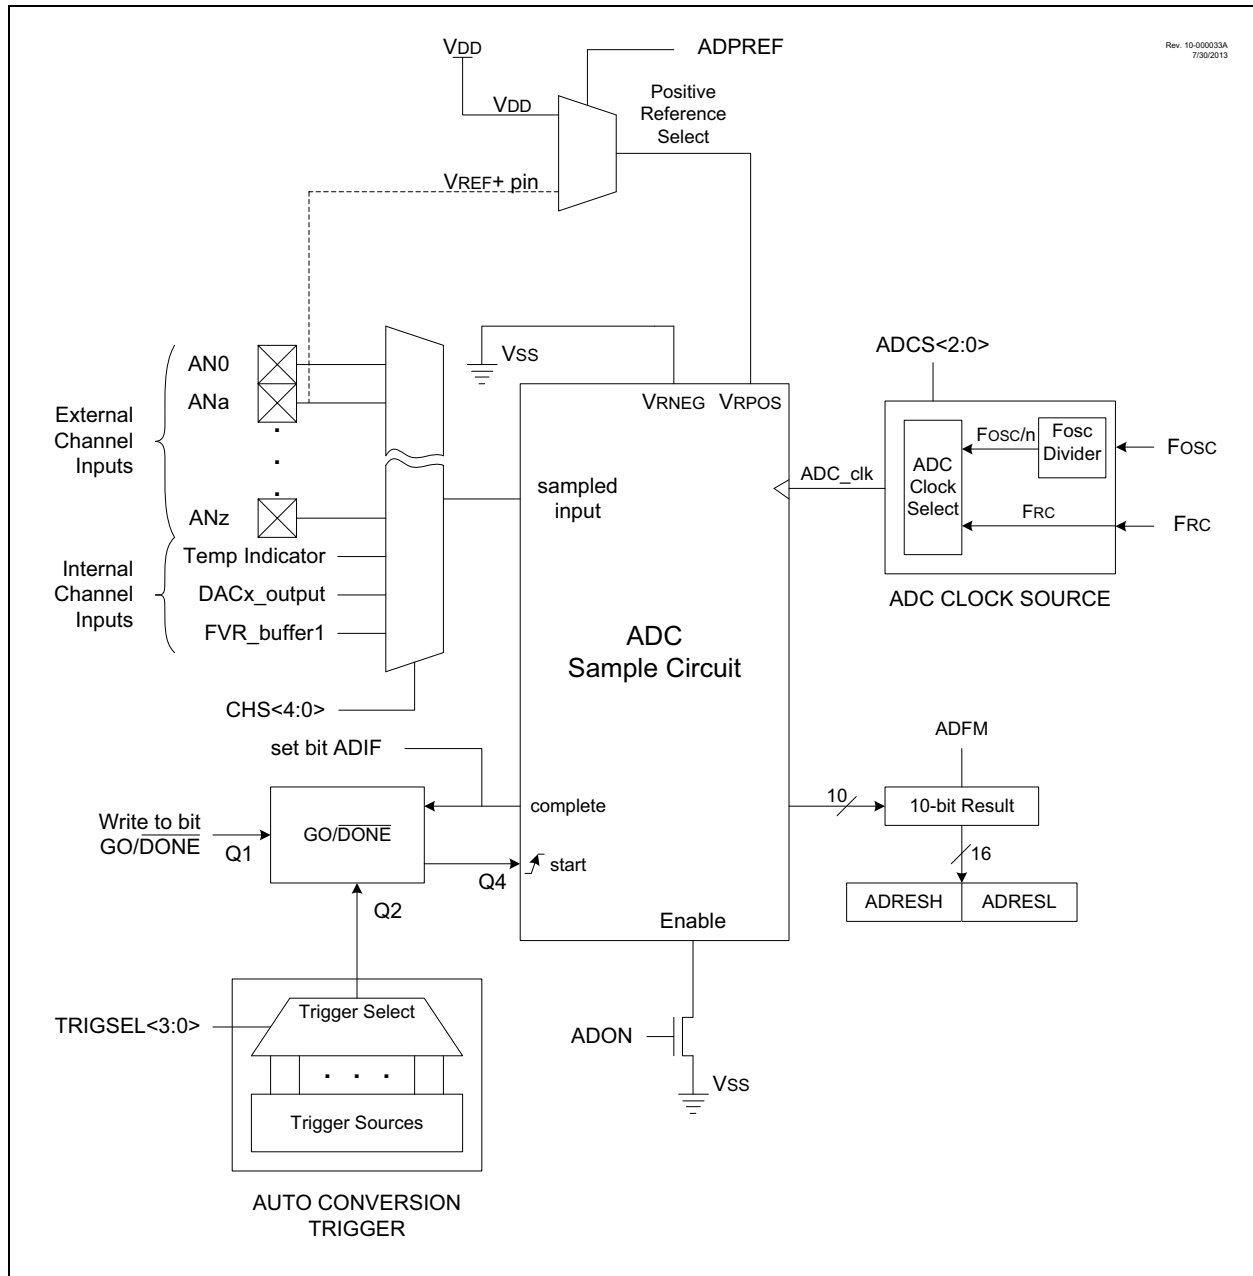 Rev. 10-000033A
7/30/2013
VDD
ADPREF
VDD
Positive
Reference
Select
VREF+ pin
External
Channel
Inputs
AN0
ANa
ANz
Internal
Channel
Inputs
Temp Indicator
DACx_output
FVR_buffer1
CHS<4:0>
VSS
VRNEG
VRPOS
sampled
input
ADC
Sample Circuit
ADCS<2:0>
ADC_clk
ADC
Clock
Select
FOSC/n
Fosc
Divider
FOSC
FRC
FRC
ADC CLOCK SOURCE
set bit ADIF
complete
Write to bit
GO/DONE
Q1
GO/DONE
Q4
start
Q2
Enable
ADFM
10
10-bit Result
16
ADRESH
ADRESL
TRIGSEL<3:0>
Trigger Select
Trigger Sources
AUTO CONVERSION
TRIGGER
ADON
VSS